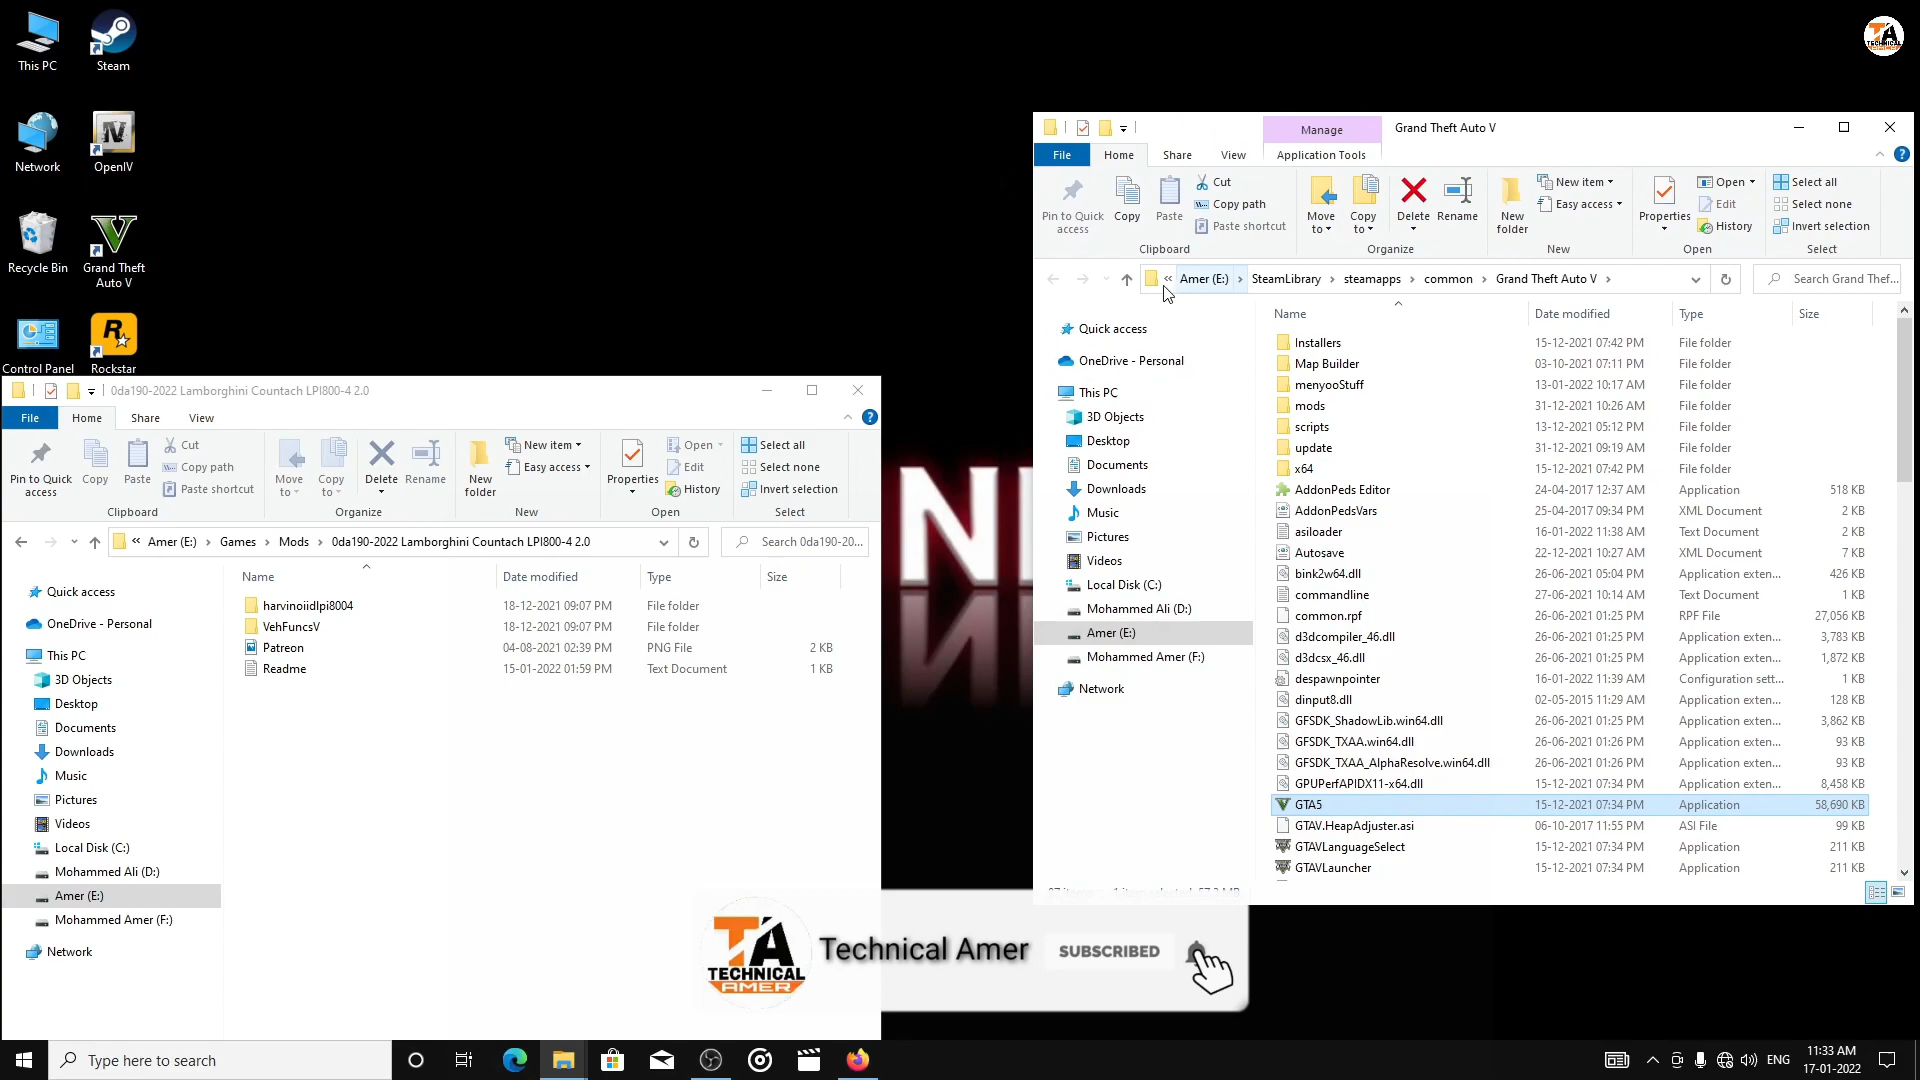 This PC
Steam
Network
OpenIV
Recycle Bin
Grand Theft
Auto V
Control Panel
Rockstar
TA
TECHNICAL
AMER
Manage
Grand Theft Auto V
File
Home
Share
View
Application Tools
Pin to Quick
access
Copy
Paste
Cut
Copy path
Paste shortcut
Move
to
Copy
to
Delete
Rename
New
folder
New item
Easy access
Properties
Open
Edit
History
Select all
Select none
Invert selection
Clipboard
Organize
New
Open
Select
« Amer (E:) › SteamLibrary › steamapps › common › Grand Theft Auto V ›
Search Grand Thef...
Quick access
OneDrive - Personal
This PC
3D Objects
Desktop
Documents
Downloads
Music
Pictures
Videos
Local Disk (C:)
Mohammed Ali (D:)
Amer (E:)
Mohammed Amer (F:)
Network
Name Date modified Type Size
Installers 15-12-2021 07:42 PM File folder
Map Builder 03-10-2021 07:11 PM File folder
menyooStuff 13-01-2022 10:17 AM File folder
mods 31-12-2021 10:26 AM File folder
scripts 13-12-2021 05:12 PM File folder
update 31-12-2021 09:19 AM File folder
x64 15-12-2021 07:42 PM File folder
AddonPeds Editor 24-04-2017 12:37 AM Application 518 KB
AddonPedsVars 25-04-2017 09:34 PM XML Document 2 KB
asiloader 16-01-2022 11:38 AM Text Document 2 KB
Autosave 22-12-2021 10:27 AM XML Document 7 KB
bink2w64.dll 26-06-2021 05:04 PM Application exten... 426 KB
commandline 27-06-2021 10:14 AM Text Document 1 KB
common.rpf 26-06-2021 01:25 PM RPF File 27,056 KB
d3dcompiler_46.dll 26-06-2021 01:25 PM Application exten... 3,783 KB
d3dcsx_46.dll 26-06-2021 01:25 PM Application exten... 1,872 KB
despawnpointer 16-01-2022 11:39 AM Configuration sett... 1 KB
dinput8.dll 02-05-2015 11:29 AM Application exten... 128 KB
GFSDK_ShadowLib.win64.dll 26-06-2021 01:25 PM Application exten... 3,862 KB
GFSDK_TXAA.win64.dll 26-06-2021 01:26 PM Application exten... 93 KB
GFSDK_TXAA_AlphaResolve.win64.dll 26-06-2021 01:26 PM Application exten... 93 KB
GPUPerfAPIDX11-x64.dll 15-12-2021 07:34 PM Application exten... 8,458 KB
GTA5 15-12-2021 07:34 PM Application 58,690 KB
GTAV.HeapAdjuster.asi 06-10-2017 11:55 PM ASI File 99 KB
GTAVLanguageSelect 15-12-2021 07:34 PM Application 211 KB
GTAVLauncher 15-12-2021 07:34 PM Application 211 KB
0da190-2022 Lamborghini Countach LPI800-4 2.0
File
Home
Share
View
Pin to Quick
access
Copy
Paste
Cut
Copy path
Paste shortcut
Move
to
Copy
to
Delete
Rename
New
folder
New item
Easy access
Properties
Open
Edit
History
Select all
Select none
Invert selection
Clipboard
Organize
New
Open
Select
« Amer (E:) › Games › Mods › 0da190-2022 Lamborghini Countach LPI800-4 2.0
Search 0da190-20...
Quick access
OneDrive - Personal
This PC
3D Objects
Desktop
Documents
Downloads
Music
Pictures
Videos
Local Disk (C:)
Mohammed Ali (D:)
Amer (E:)
Mohammed Amer (F:)
Network
Name Date modified Type Size
harvinoiidlpi8004 18-12-2021 09:07 PM File folder
VehFuncsV 18-12-2021 09:07 PM File folder
Patreon 04-08-2021 02:39 PM PNG File 2 KB
Readme 15-01-2022 01:59 PM Text Document 1 KB
TA
TECHNICAL
AMER
Technical Amer
SUBSCRIBED
Type here to search
ENG
11:33 AM
17-01-2022